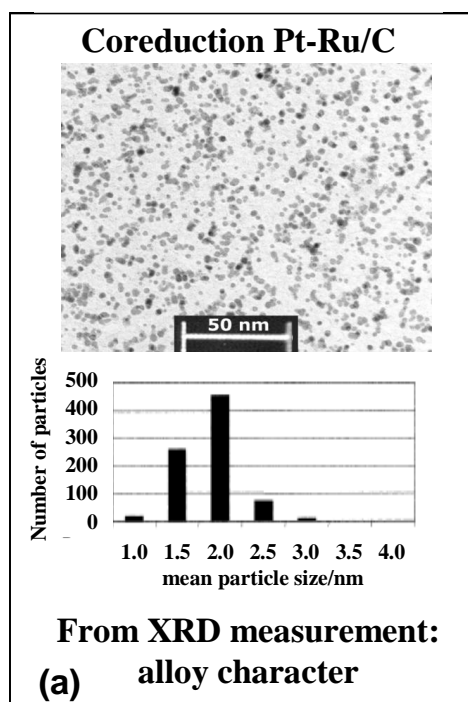 Coreduction Pt-Ru/C
50 nm
Number of particles
500
400
300
200
100
0
1.0 1.5 2.0 2.5 3.0 3.5 4.0
mean particle size/nm
From XRD measurement:
alloy character
(a)